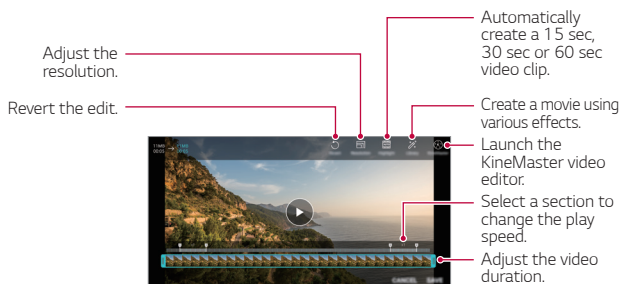 Adjust the
resolution.
Revert the edit.
Automatically
create a 15 sec,
30 sec or 60 sec
video clip.
Create a movie using
various effects.
Launch the
KineMaster video
editor.
Select a section to
change the play
speed.
Adjust the video
duration.
CANCEL SAVE